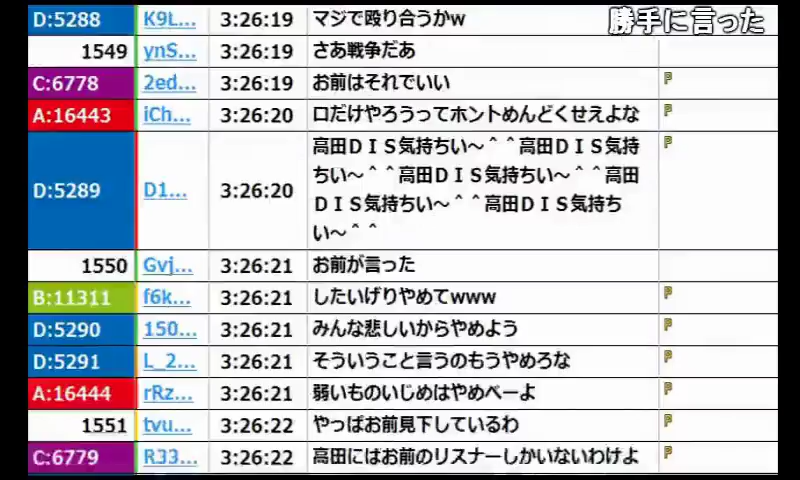 勝手に言った
D:5288 K9L... 3:26:19 マジで殴り合うかw
1549 ynS... 3:26:19 さあ戦争だあ
C:6778 2ed... 3:26:19 お前はそれでいい P
A:16443 iCh... 3:26:20 口だけやろうってホントめんどくせえよな P
D:5289 D1... 3:26:20 高田DIS気持ちい～＾＾高田DIS気持 P
ちい～＾＾高田DIS気持ちい～＾＾高田
DIS気持ちい～＾＾高田DIS気持ち
い～＾＾
1550 Gvj... 3:26:21 お前が言った
B:11311 f6k... 3:26:21 したいげりやめてwww P
D:5290 150... 3:26:21 みんな悲しいからやめよう P
D:5291 L_2... 3:26:21 そういうこと言うのもうやめろな P
A:16444 rRz... 3:26:21 弱いものいじめはやめべーよ P
1551 tvu... 3:26:22 やっぱお前見下しているわ P
C:6779 R33... 3:26:22 高田にはお前のリスナーしかいないわけよ P